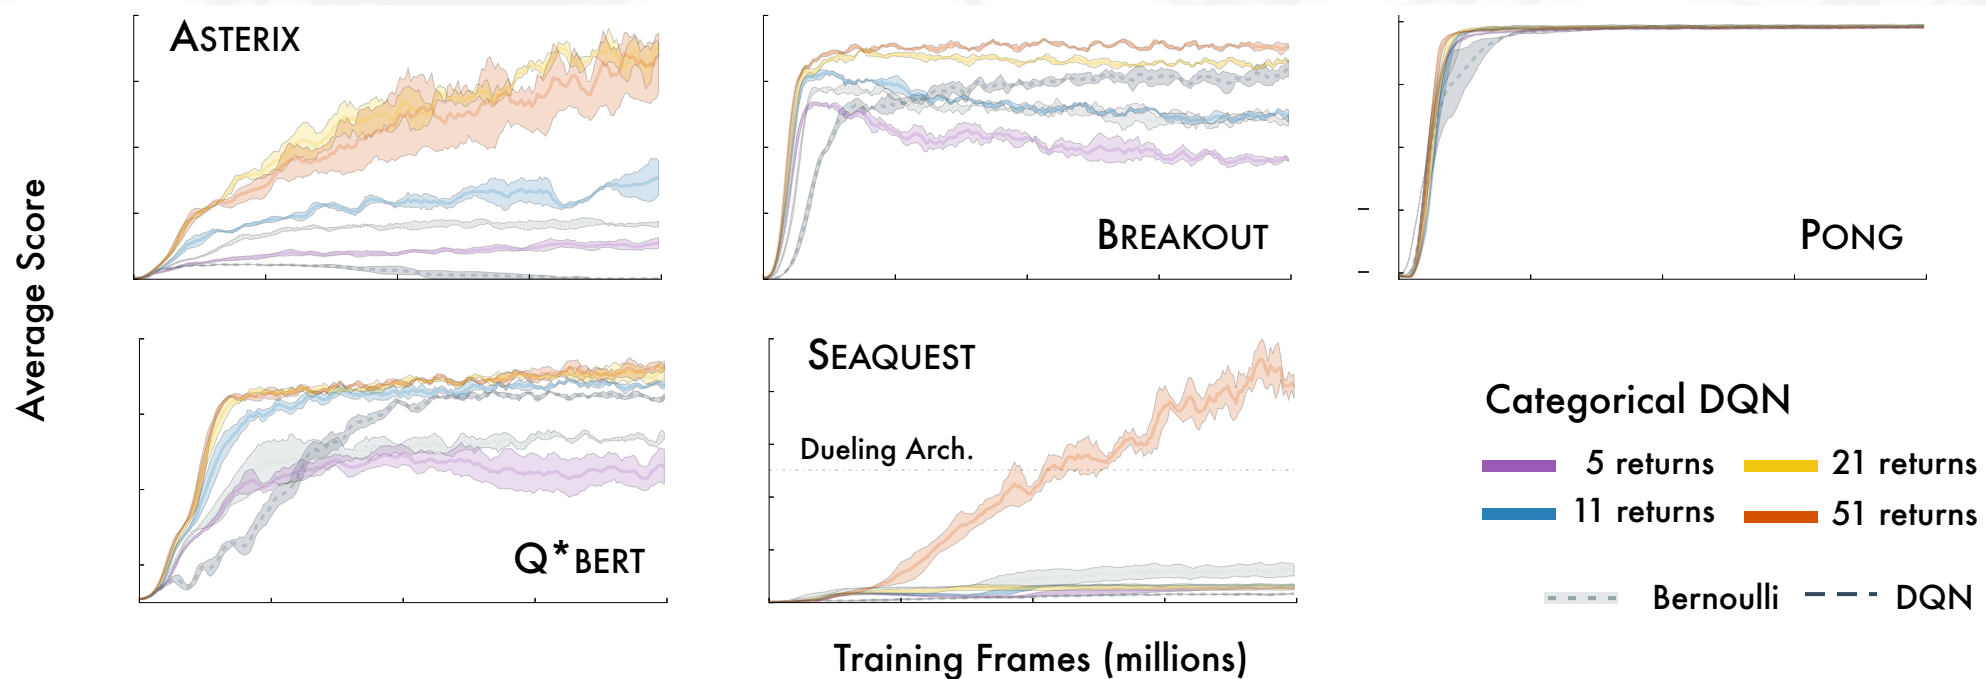 ASTERIX
BREAKOUT
PONG
Average Score
Q*BERT
SEAQUEST
Dueling Arch.
Categorical DQN
5 returns
21 returns
11 returns
51 returns
Bernoulli
DQN
Training Frames (millions)